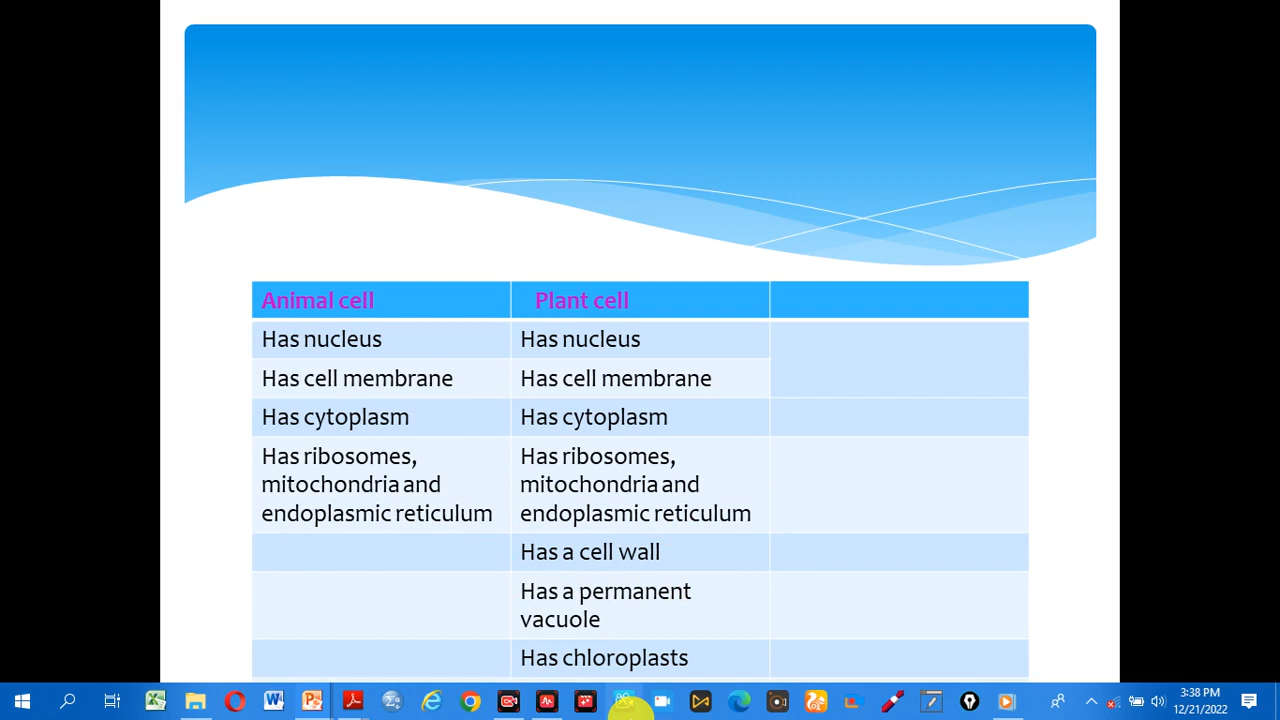 Animal cell Plant cell
Has nucleus Has nucleus
Has cell membrane Has cell membrane
Has cytoplasm Has cytoplasm
Has ribosomes, Has ribosomes,
mitochondria and mitochondria and
endoplasmic reticulum endoplasmic reticulum
Has a cell wall
Has a permanent
vacuole
Has chloroplasts
3:38 PM
12/21/2022